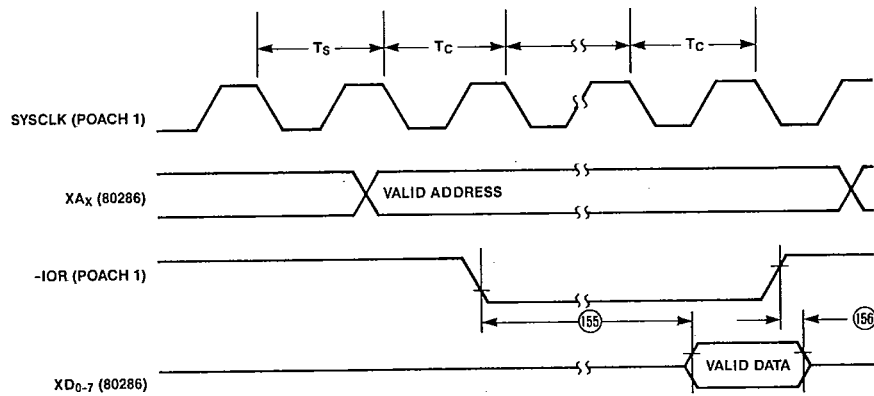 Ts Tc Tc
SYSCLK (POACH 1)
XAx (80286)
VALID ADDRESS
-IOR (POACH 1)
155
156
XD0-7 (80286)
VALID DATA